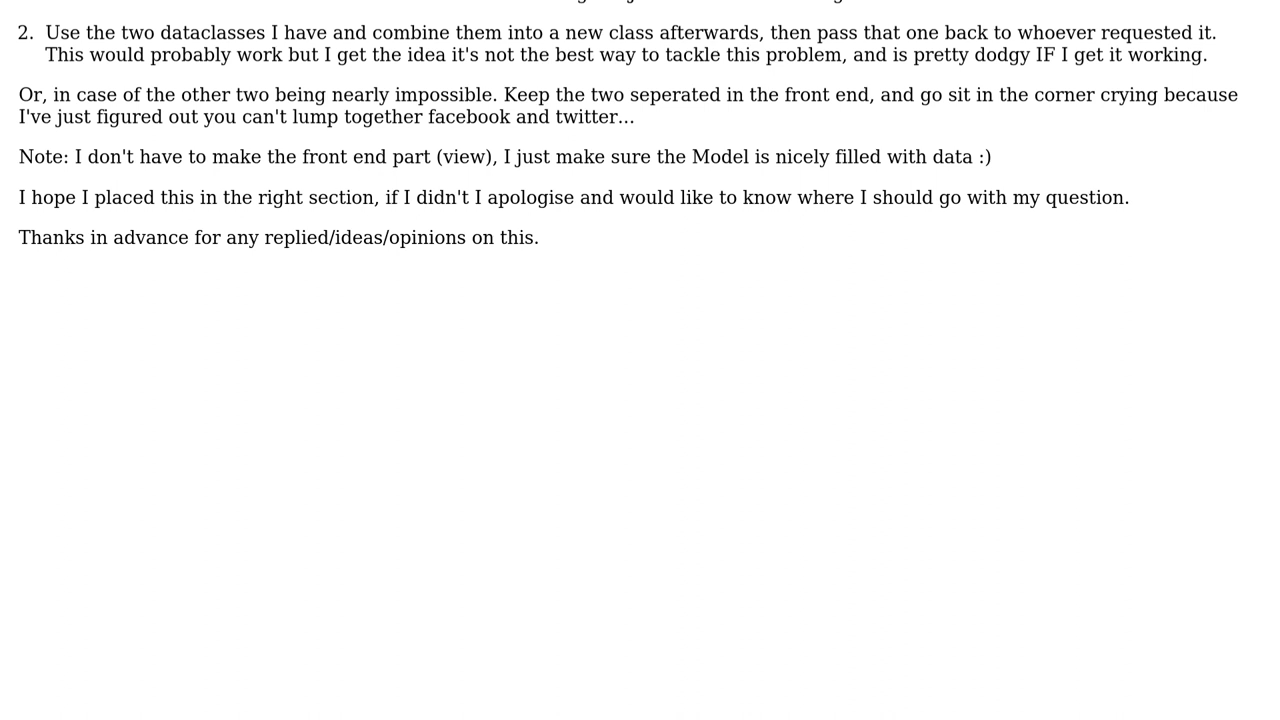 2. Use the two dataclasses I have and combine them into a new class afterwards, then pass that one back to whoever requested it.
This would probably work but I get the idea it's not the best way to tackle this problem, and is pretty dodgy IF I get it working.
Or, in case of the other two being nearly impossible. Keep the two seperated in the front end, and go sit in the corner crying because
I've just figured out you can't lump together facebook and twitter...
Note: I don't have to make the front end part (view), I just make sure the Model is nicely filled with data :)
I hope I placed this in the right section, if I didn't I apologise and would like to know where I should go with my question.
Thanks in advance for any replied/ideas/opinions on this.